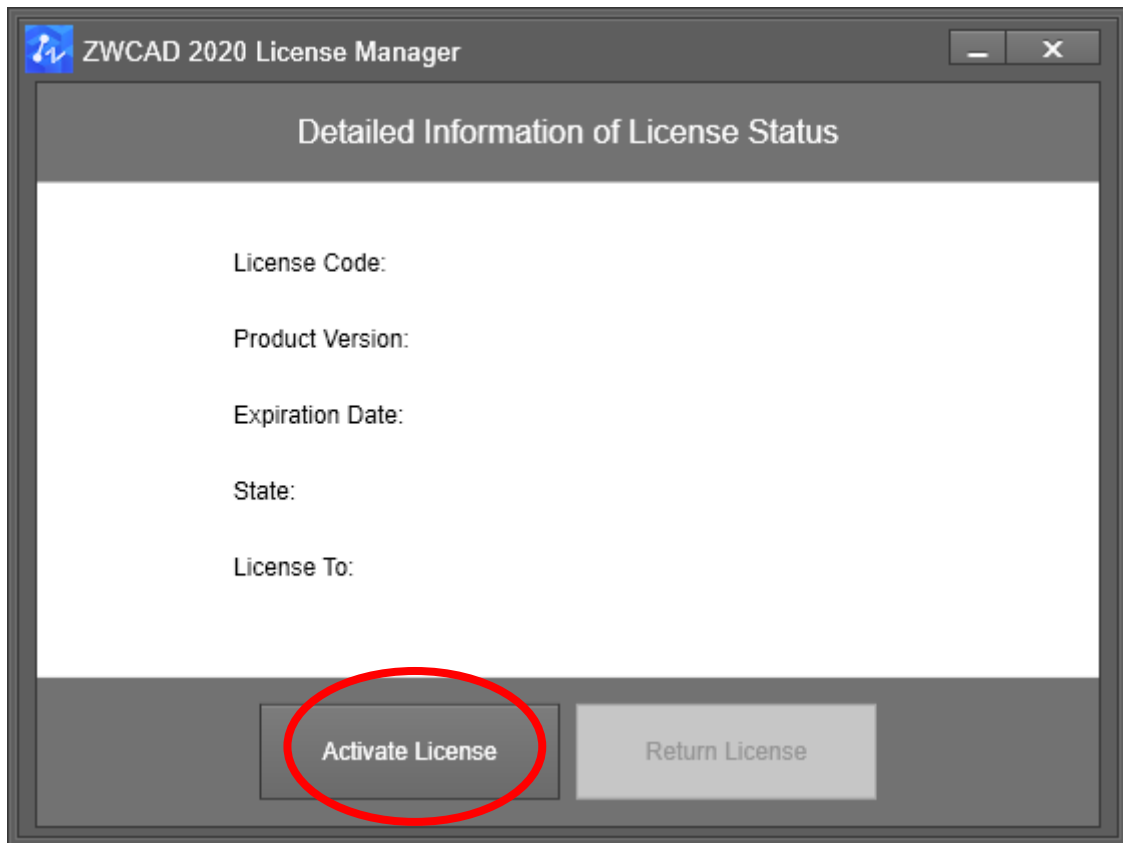 ZWCAD 2020 License Manager
Detailed Information of License Status
License Code:
Product Version:
Expiration Date:
State:
License To:
Activate License
Return License